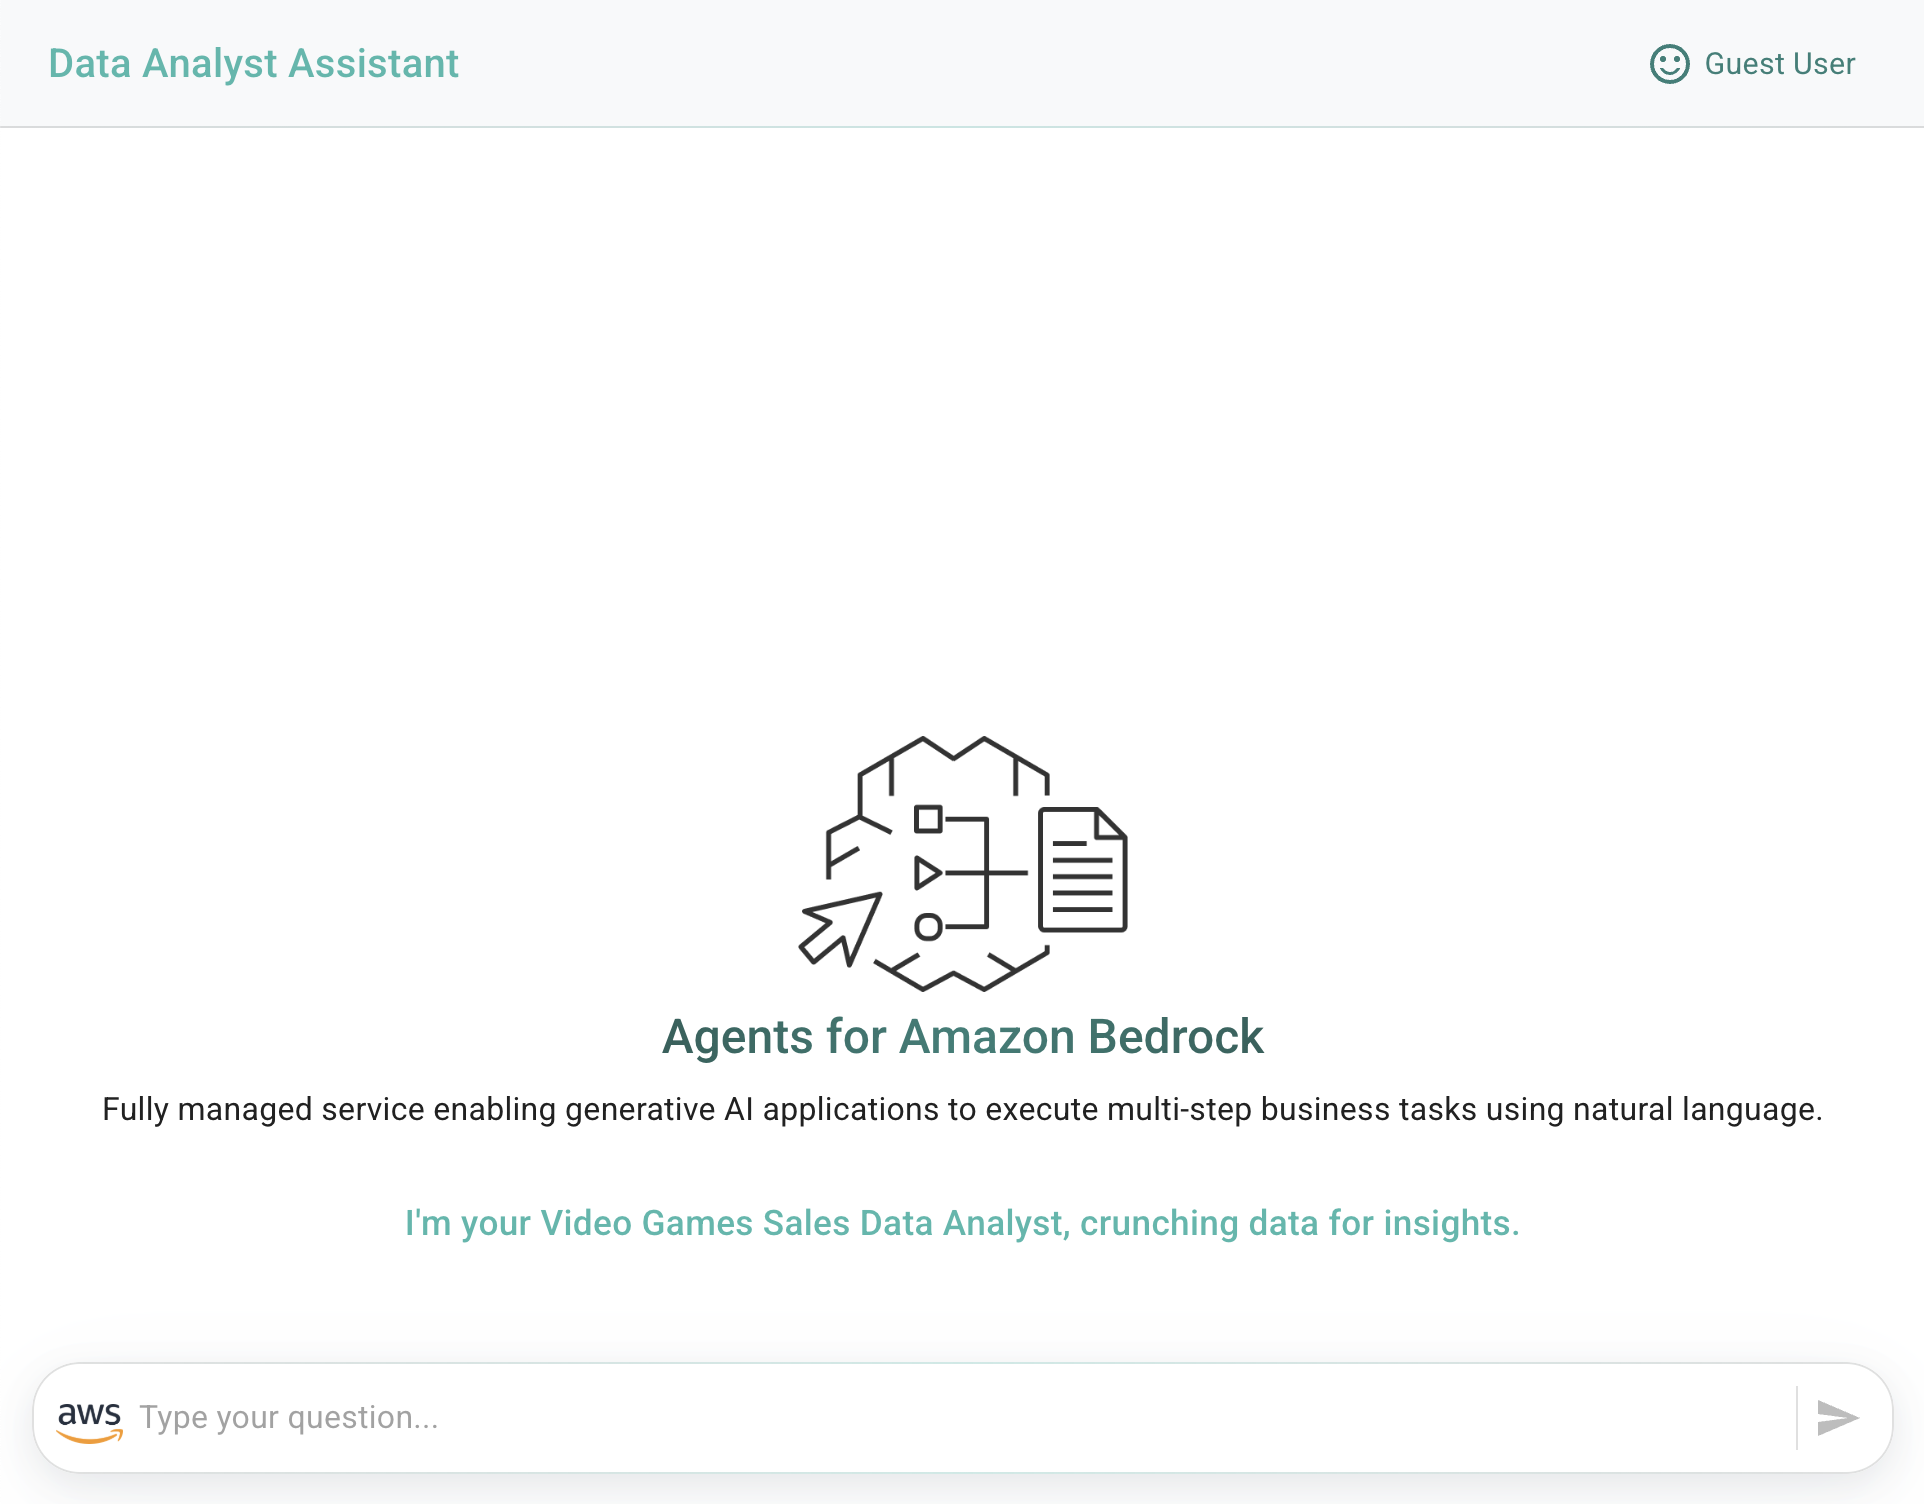 Data Analyst Assistant
Guest User
Agents for Amazon Bedrock
Fully managed service enabling generative AI applications to execute multi-step business tasks using natural language.
I'm your Video Games Sales Data Analyst, crunching data for insights.
aws Type your question...